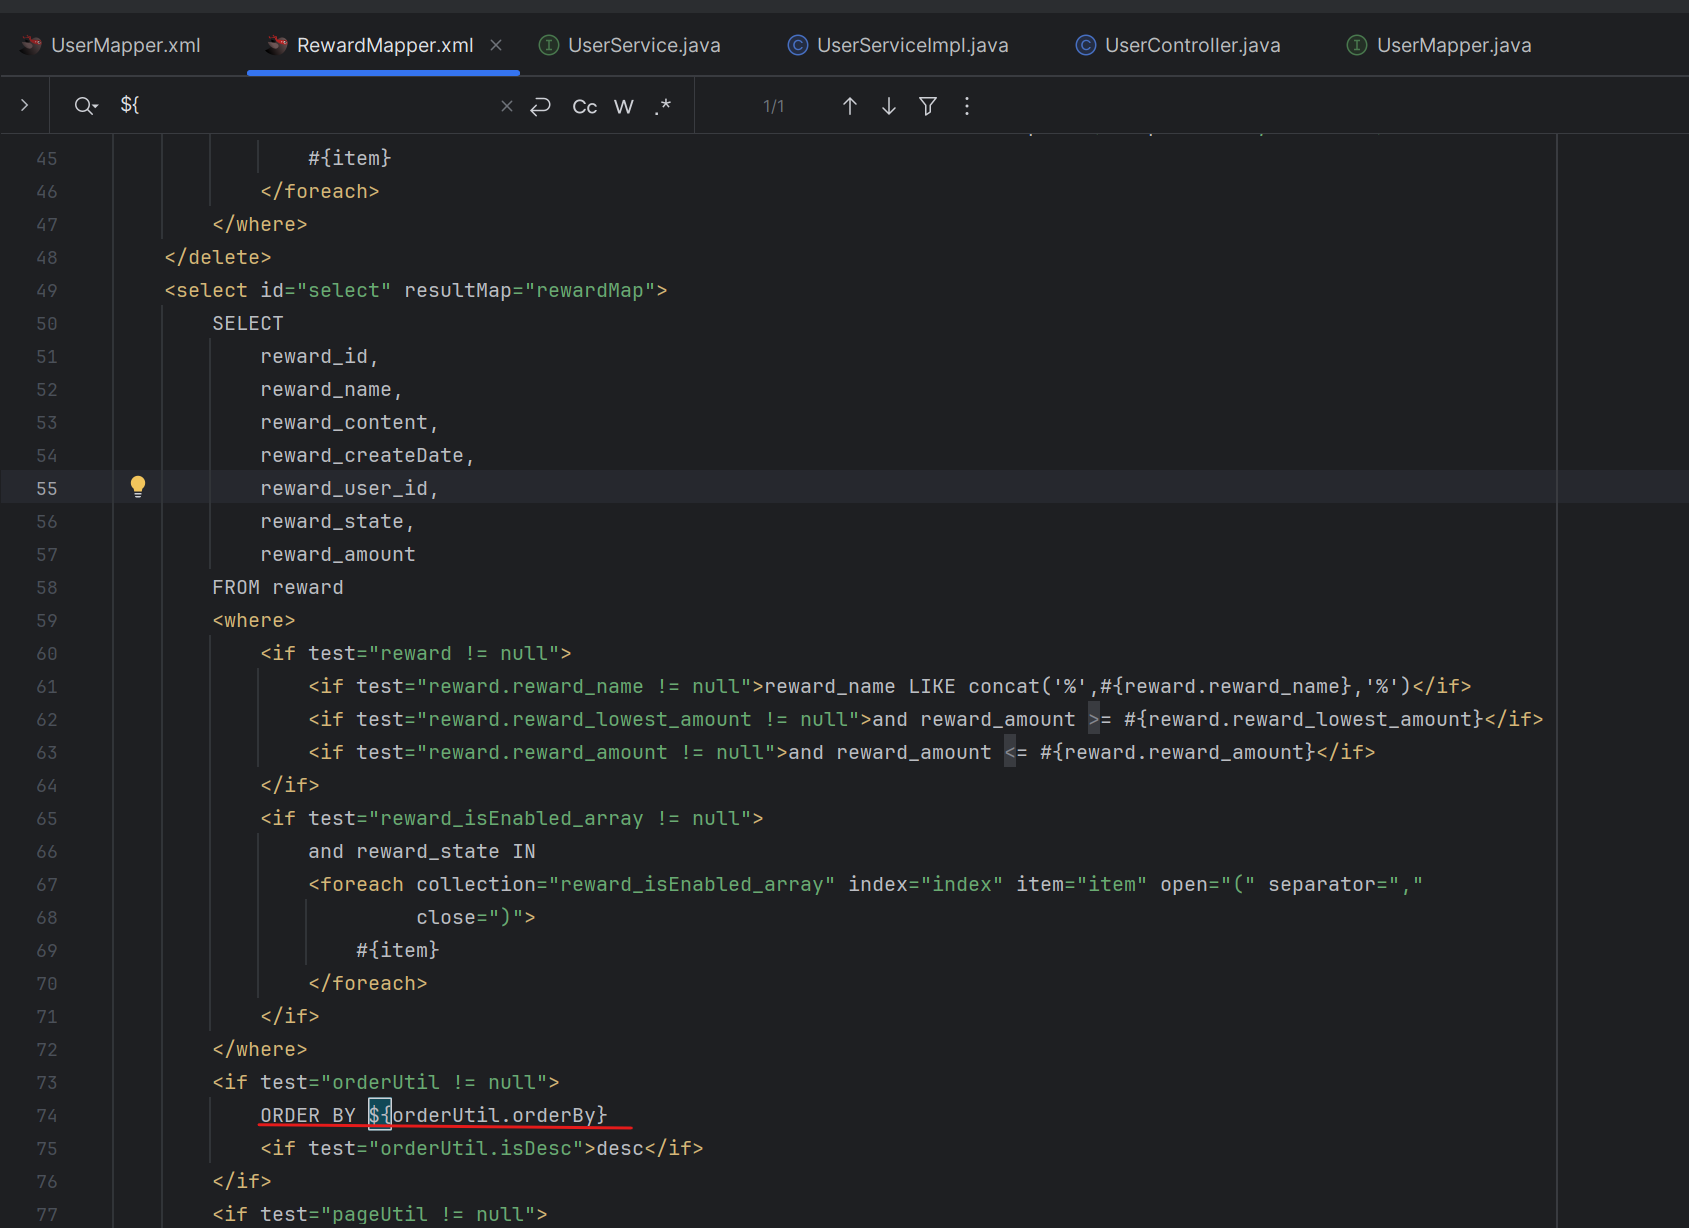 UserMapper.xml RewardMapper.xml UserService.java UserServiceImpl.java UserController.java UserMapper.java
${ Cc W .* 1/1
45 #{item}
46 </foreach>
47 </where>
48 </delete>
49 <select id="select" resultMap="rewardMap">
50 SELECT
51 reward_id,
52 reward_name,
53 reward_content,
54 reward_createDate,
55 reward_user_id,
56 reward_state,
57 reward_amount
58 FROM reward
59 <where>
60 <if test="reward != null">
61 <if test="reward.reward_name != null">reward_name LIKE concat('%',#{reward.reward_name},'%')</if>
62 <if test="reward.reward_lowest_amount != null">and reward_amount >= #{reward.reward_lowest_amount}</if>
63 <if test="reward.reward_amount != null">and reward_amount <= #{reward.reward_amount}</if>
64 </if>
65 <if test="reward_isEnabled_array != null">
66 and reward_state IN
67 <foreach collection="reward_isEnabled_array" index="index" item="item" open="(" separator=","
68 close=")">
69 #{item}
70 </foreach>
71 </if>
72 </where>
73 <if test="orderUtil != null">
74 ORDER BY ${orderUtil.orderBy}
75 <if test="orderUtil.isDesc">desc</if>
76 </if>
77 <if test="pageUtil != null">